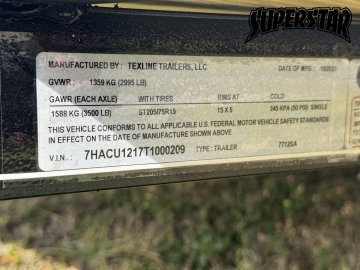 SUPERSTAR
MANUFACTURED BY : TEXLINE TRAILERS, LLC DATE OF MFG. : 10/2025
GVWR 1359 KG (2995 LB)
GAWR (EACH AXLE) WITH TIRES RIMS AT COLD
1588 KG (3500 LB) ST205/75R15 15 X 5 345 KPA (50 PSI) SINGLE
THIS VEHICLE CONFORMS TO ALL APPLICABLE U.S. FEDERAL MOTOR VEHICLE SAFETY STANDARDS
IN EFFECT ON THE DATE OF MANUFACTURE SHOWN ABOVE
V.I.N. : 7HACU1217T1000209 TYPE : TRAILER